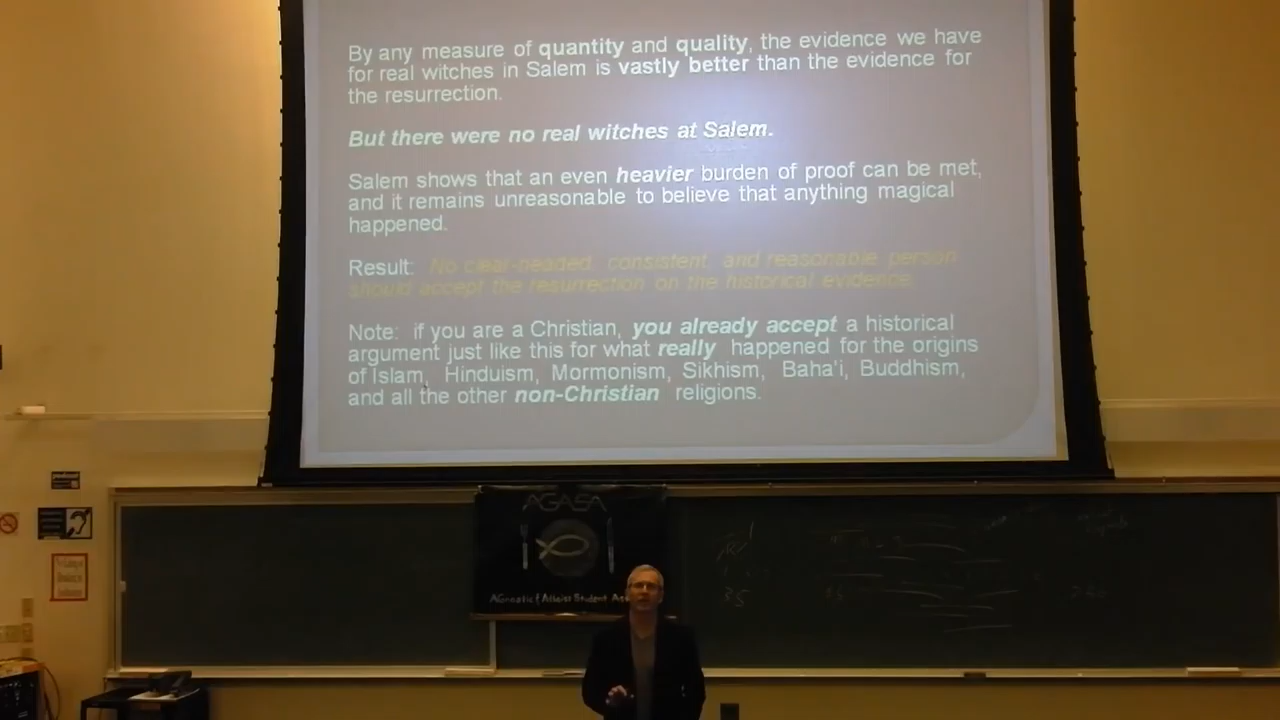 By any measure of quantity and quality, the evidence we have
for real witches in Salem is vastly better than the evidence for
the resurrection.
But there were no real witches at Salem.
Salem shows that an even heavier burden of proof can be met,
and it remains unreasonable to believe that anything magical
happened.
Result: No clear-headed, consistent, and reasonable person
should accept the resurrection on the historical evidence.
Note: if you are a Christian, you already accept a historical
argument just like this for what really happened for the origins
of Islam, Hinduism, Mormonism, Sikhism, Baha'i, Buddhism,
and all the other non-Christian religions.
AGASA
AGnostic & Atheist Student